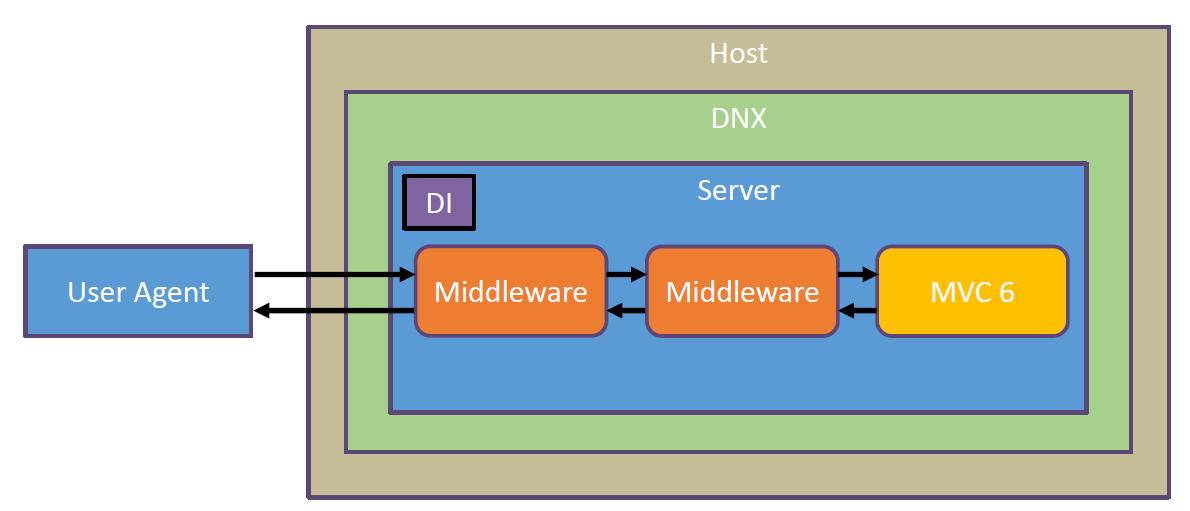 Host
DNX
Server
DI
User Agent
Middleware
Middleware
MVC 6